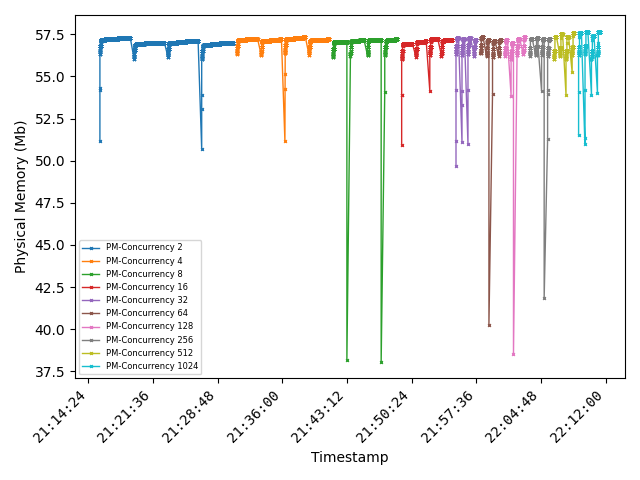 57.5
55.0
52.5
50.0
47.5
45.0
42.5
40.0
37.5
Physical Memory (Mb)
PM-Concurrency 2
PM-Concurrency 4
PM-Concurrency 8
PM-Concurrency 16
PM-Concurrency 32
PM-Concurrency 64
PM-Concurrency 128
PM-Concurrency 256
PM-Concurrency 512
PM-Concurrency 1024
21:14:24
21:21:36
21:28:48
21:36:00
21:43:12
21:50:24
21:57:36
22:04:48
22:12:00
Timestamp